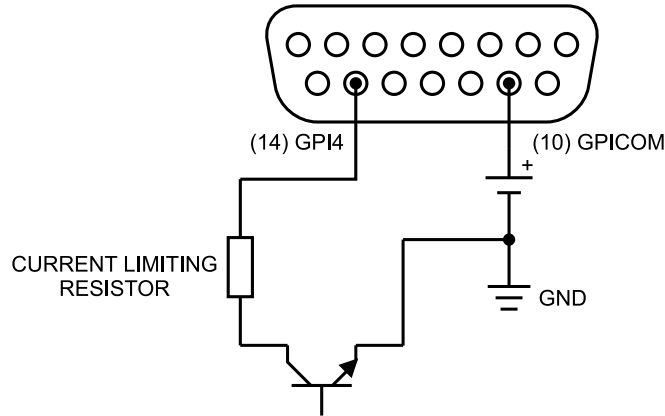 (14) GPI4
(10) GPICOM
+
CURRENT LIMITING
RESISTOR
GND